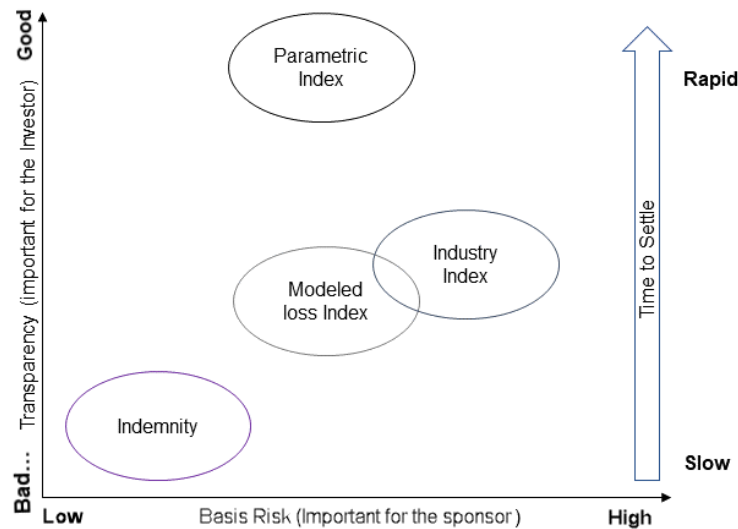 Good
Transparency (important for the Investor)
Bad...
Parametric
Index
Industry
Index
Modeled
loss Index
Indemnity
Rapid
Time to Settle
Slow
Low
Basis Risk (Important for the sponsor )
High